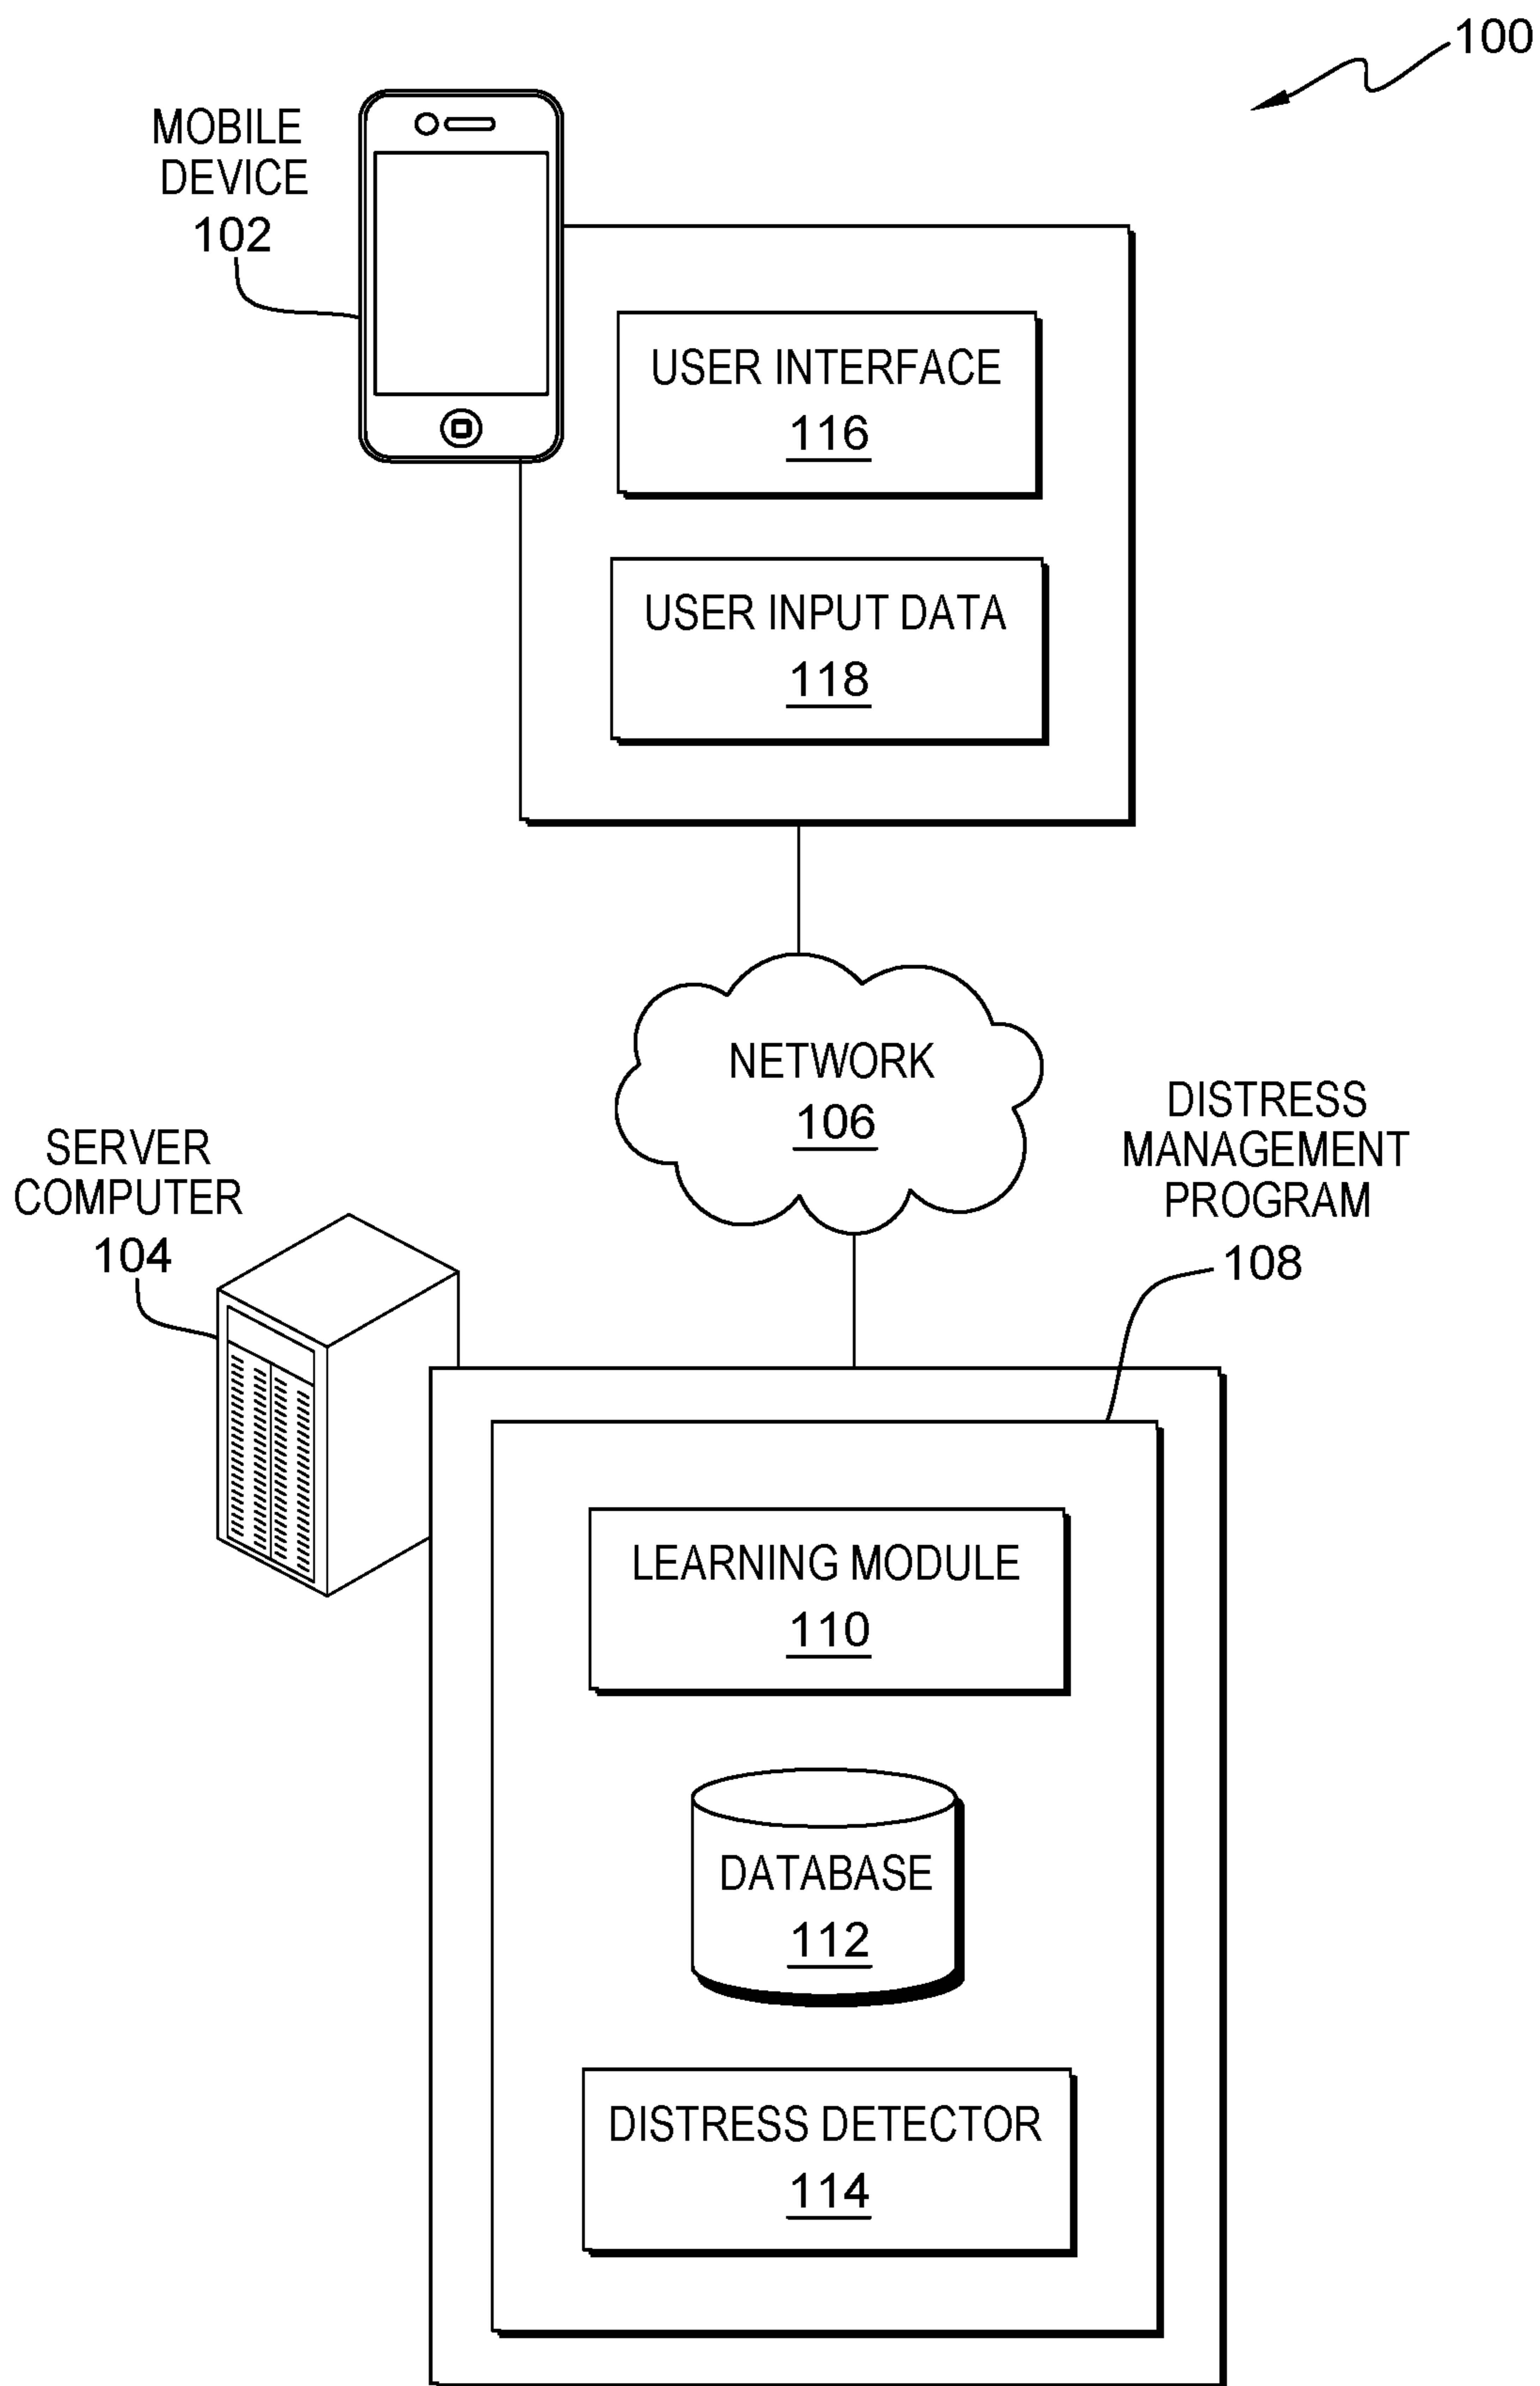 100
MOBILE
DEVICE
102
USER INTERFACE
116
USER INPUT DATA
118
NETWORK
106
DISTRESS
MANAGEMENT
PROGRAM
108
SERVER
COMPUTER
104
LEARNING MODULE
110
DATABASE
112
DISTRESS DETECTOR
114